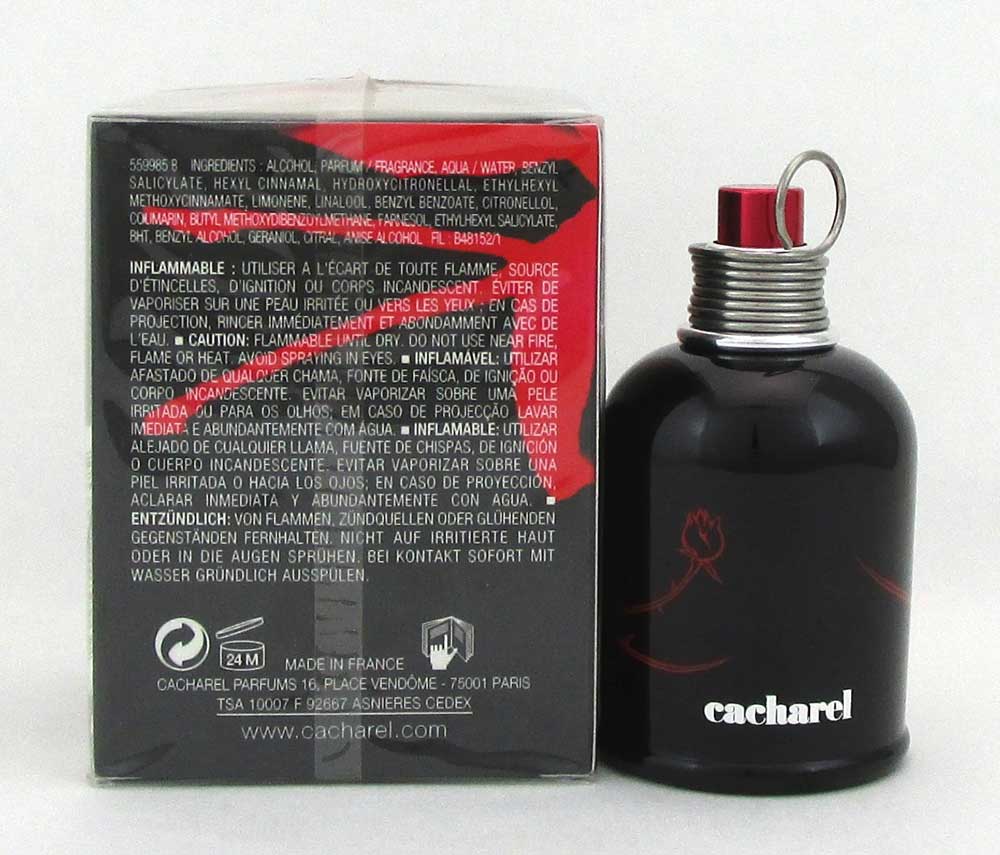 559985 8 INGREDIENTS : ALCOHOL, PARFUM / FRAGRANCE, AQUA / WATER, BENZYL
SALICYLATE, HEXYL CINNAMAL, HYDROXYCITRONELLAL, ETHYLHEXYL
METHOXYCINNAMATE, LIMONENE, LINALOOL, BENZYL BENZOATE, CITRONELLOL,
COUMARIN, BUTYL METHOXYDIBENZOYLMETHANE, FARNESOL, ETHYLHEXYL SALICYLATE,
BHT, BENZYL ALCOHOL, GERANIOL, CITRAL, ANISE ALCOHOL FIL : B48152/1
INFLAMMABLE : UTILISER A L'ÉCART DE TOUTE FLAMME, SOURCE
D'ÉTINCELLES, D'IGNITION OU CORPS INCANDESCENT. ÉVITER DE
VAPORISER SUR UNE PEAU IRRITÉE OU VERS LES YEUX ; EN CAS DE
PROJECTION, RINCER IMMÉDIATEMENT ET ABONDAMMENT AVEC DE
L'EAU. ■ CAUTION: FLAMMABLE UNTIL DRY. DO NOT USE NEAR FIRE,
FLAME OR HEAT. AVOID SPRAYING IN EYES. ■ INFLAMÁVEL: UTILIZAR
AFASTADO DE QUALQUER CHAMA, FONTE DE FAÍSCA, DE IGNIÇÃO OU
CORPO INCANDESCENTE. EVITAR VAPORIZAR SOBRE UMA PELE
IRRITADA OU PARA OS OLHOS; EM CASO DE PROJECÇÃO LAVAR
IMEDIATA E ABUNDANTEMENTE COM ÁGUA. ■ INFLAMABLE: UTILIZAR
ALEJADO DE CUALQUIER LLAMA, FUENTE DE CHISPAS, DE IGNICIÓN
O CUERPO INCANDESCENTE. EVITAR VAPORIZAR SOBRE UNA
PIEL IRRITADA O HACIA LOS OJOS; EN CASO DE PROYECCIÓN,
ACLARAR INMEDIATA Y ABUNDANTEMENTE CON AGUA. ■
ENTZÜNDLICH: VON FLAMMEN, ZÜNDQUELLEN ODER GLÜHENDEN
GEGENSTÄNDEN FERNHALTEN. NICHT AUF IRRITIERTE HAUT
ODER IN DIE AUGEN SPRÜHEN. BEI KONTAKT SOFORT MIT
WASSER GRÜNDLICH AUSSPÜLEN.
24 M
MADE IN FRANCE
CACHAREL PARFUMS 16, PLACE VENDÔME - 75001 PARIS
TSA 10007 F 92667 ASNIERES CEDEX
www.cacharel.com
cacharel